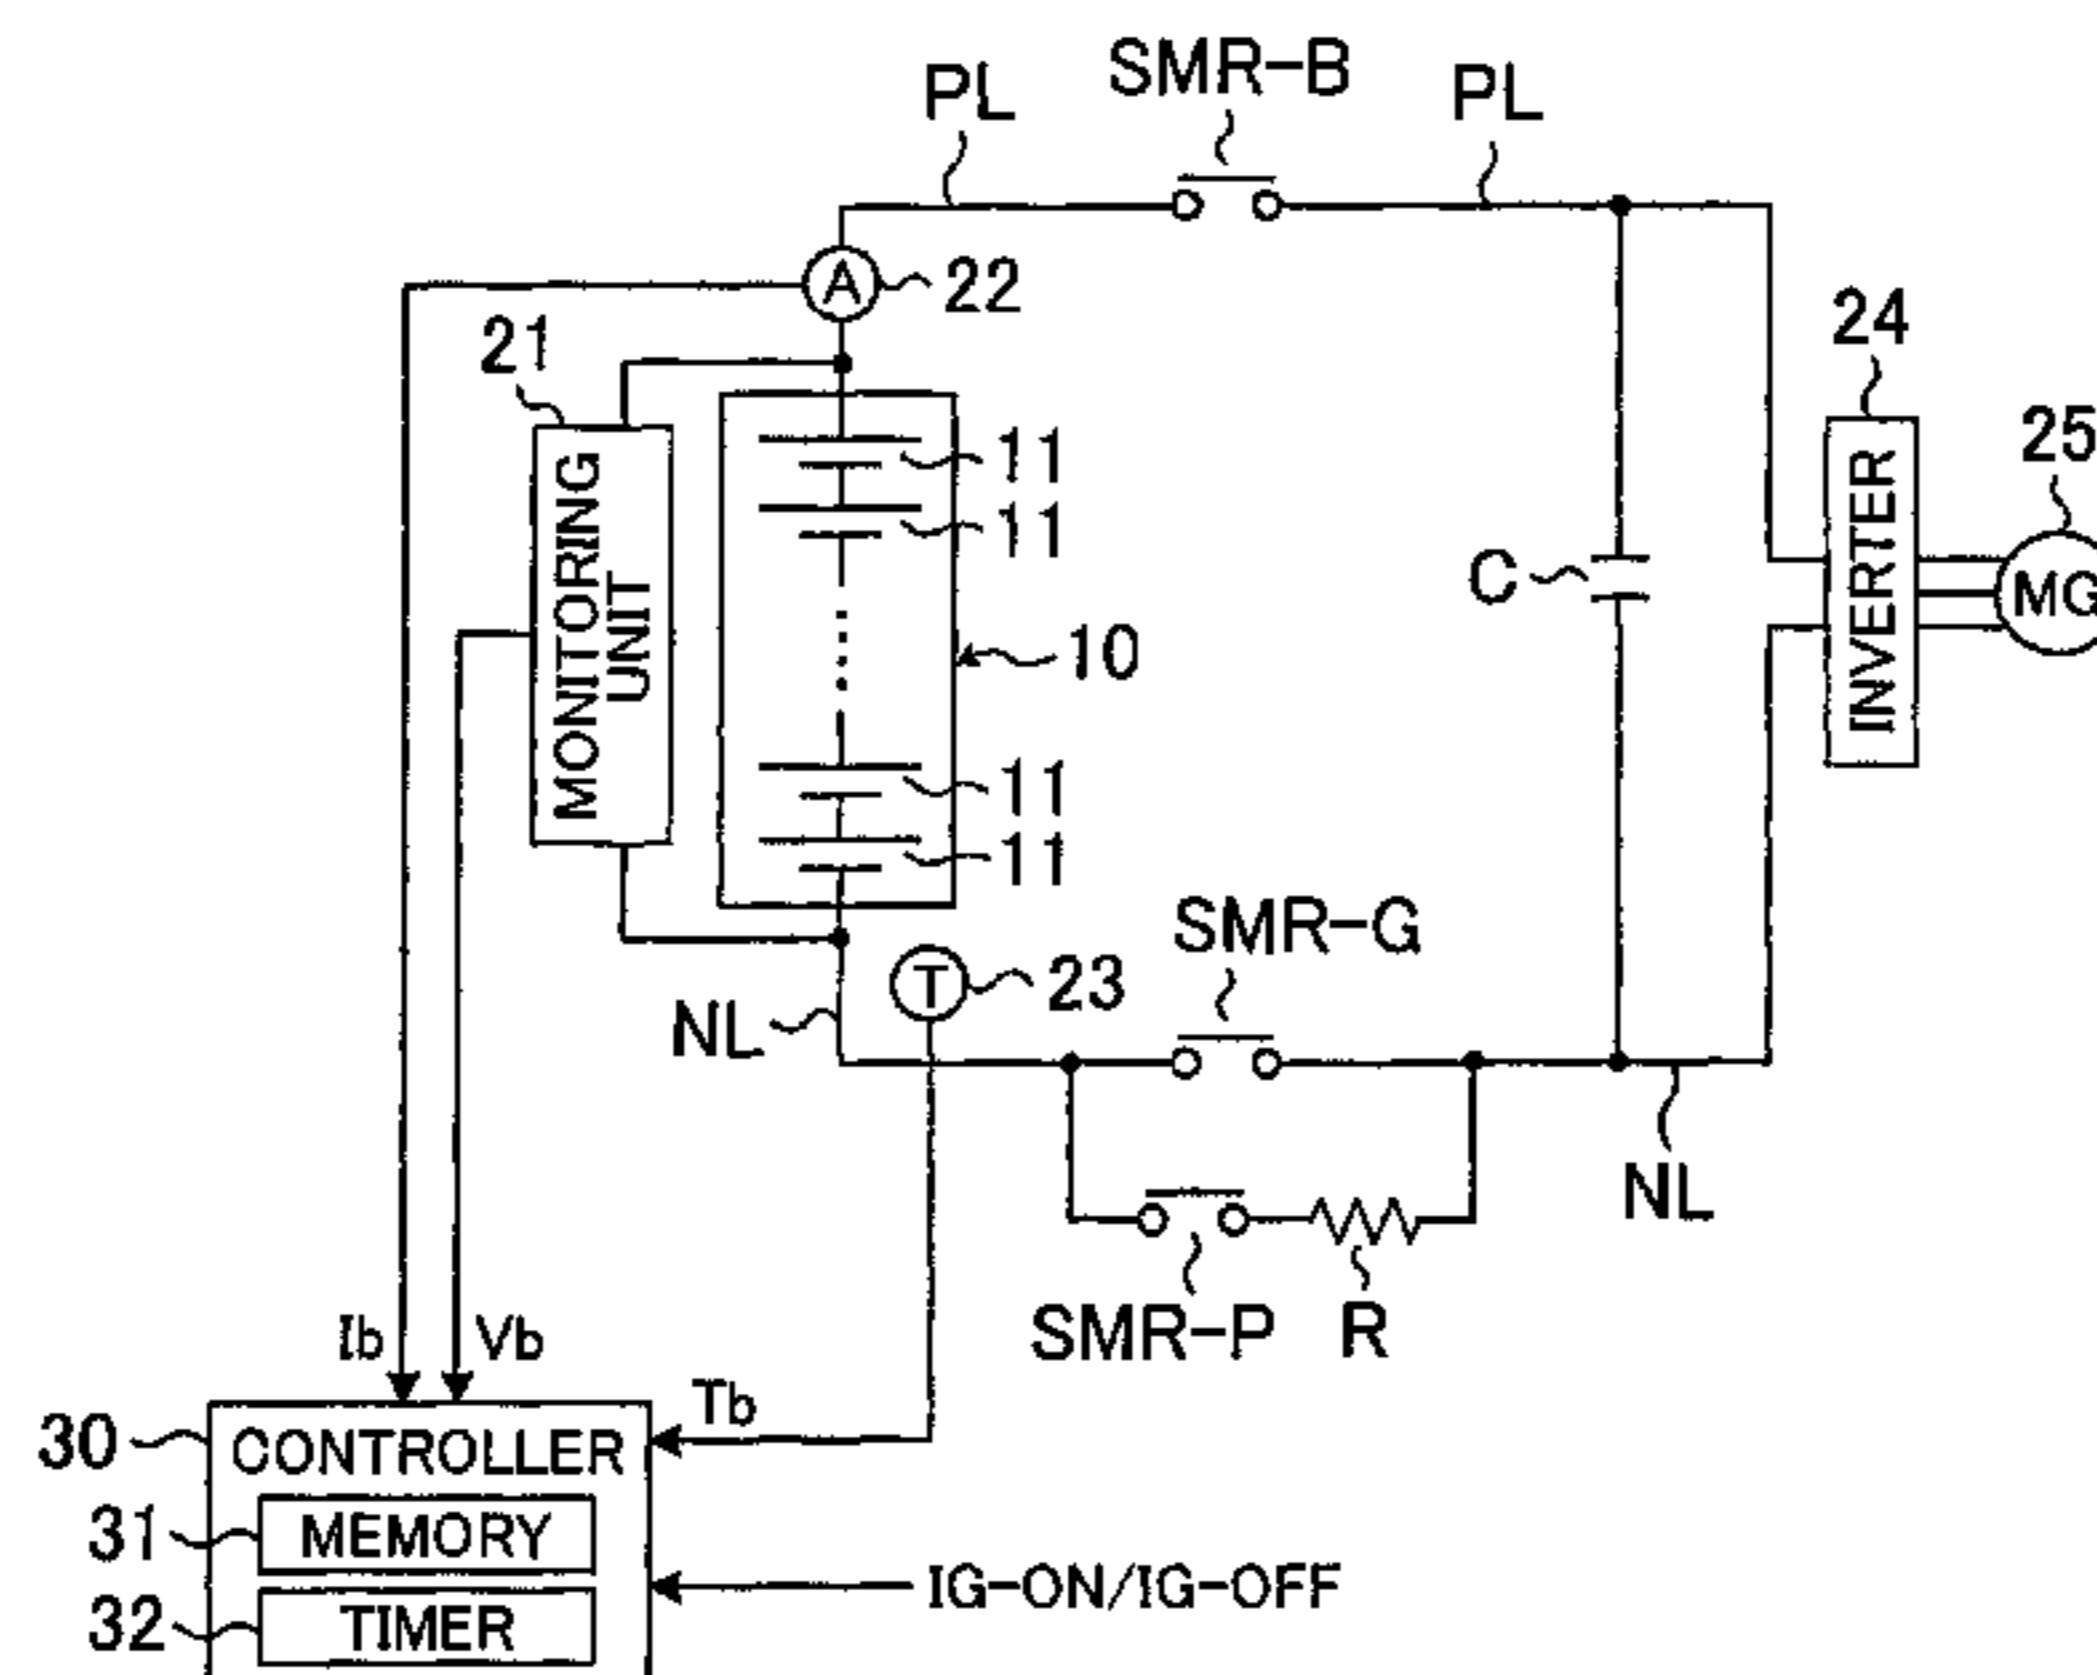 SMR-B
PL
PL
A
22
21
24
25
11
11
MONITORING
UNIT
C
INVERTER
MG
10
11
11
SMR-G
T
23
NL
NL
SMR-P
R
Ib
Vb
Tb
30
CONTROLLER
31
MEMORY
IG-ON/IG-OFF
32
TIMER